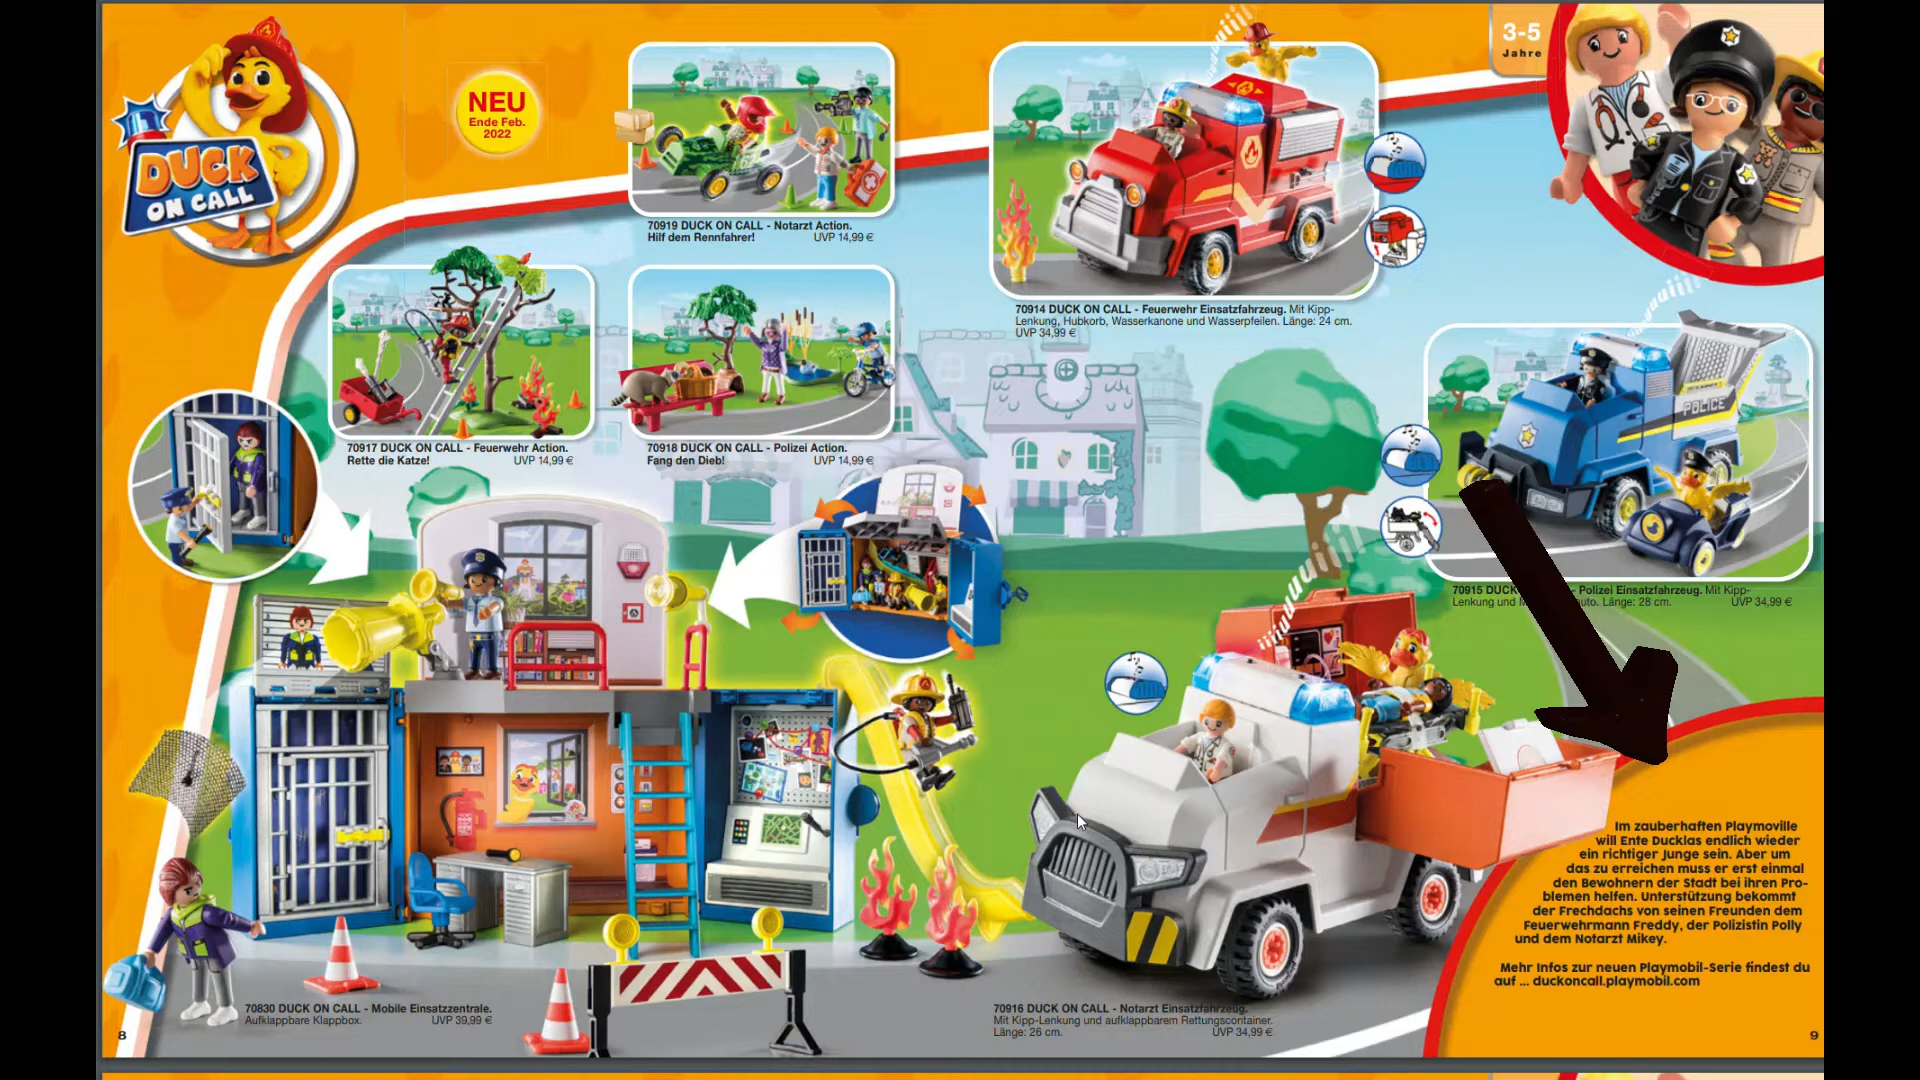 DUCK
ON CALL
NEU
Ende Feb.
2022
3-5
Jahre
70919 DUCK ON CALL - Notarzt Action.
Hilf dem Rennfahrer! UVP 14,99 €
70914 DUCK ON CALL - Feuerwehr Einsatzfahrzeug. Mit Kipp-
Lenkung, Hubkorb, Wasserkanone und Wasserpfeilen. Länge: 24 cm.
UVP 34,99 €
70917 DUCK ON CALL - Feuerwehr Action.
Rette die Katze! UVP 14,99 €
70918 DUCK ON CALL - Polizei Action.
Fang den Dieb! UVP 14,99 €
POLICE
70915 DUCK - Polizei Einsatzfahrzeug. Mit Kipp-
Lenkung und Länge: 28 cm. UVP 34,99 €
Im zauberhaften Playmoville
will Ente Ducklas endlich wieder
ein richtiger Junge sein. Aber um
das zu erreichen muss er erst einmal
den Bewohnern der Stadt bei ihren Pro-
blemen helfen. Unterstützung bekommt
der Frechdachs von seinen Freunden dem
Feuerwehrmann Freddy, der Polizistin Polly
und dem Notarzt Mikey.
Mehr Infos zur neuen Playmobil-Serie findest du
auf ... duckoncall.playmobil.com
70830 DUCK ON CALL - Mobile Einsatzzentrale.
Aufklappbare Klappbox. UVP 39,99 €
70916 DUCK ON CALL - Notarzt Einsatzfahrzeug.
Mit Kipp-Lenkung und aufklappbarem Rettungscontainer.
Länge: 26 cm. UVP 34,99 €
8
9